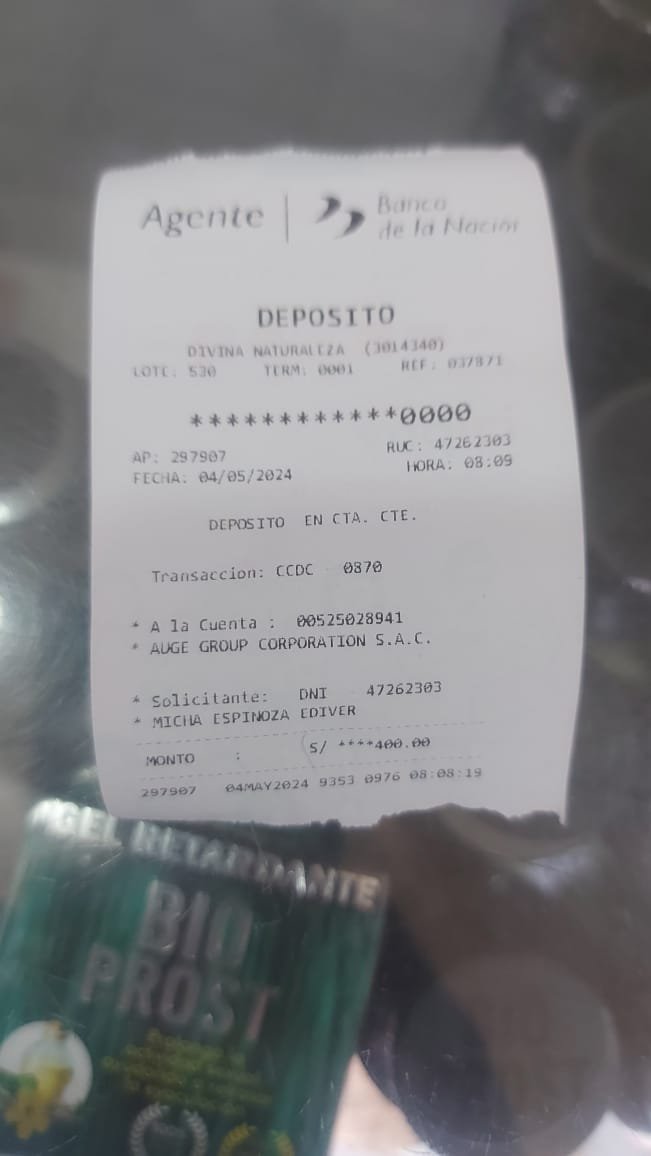 Agente
Banco
de la Nación
DEPOSITO
DIVINA NATURALEZA (3014340)
LOTE: 530 TERM: 0001 REF: 037871
************0000
AP: 297907 RUC: 47262303
FECHA: 04/05/2024 HORA: 08:09
DEPOSITO EN CTA. CTE.
Transaccion: CCDC 0870
* A la Cuenta : 00525028941
* AUGE GROUP CORPORATION S.A.C.
* Solicitante: DNI 47262303
* MICHA ESPINOZA EDIVER
MONTO : S/ ****400.00
297907 04MAY2024 9353 0976 08:08:19
GEL RETARDANTE
BIO
PROST